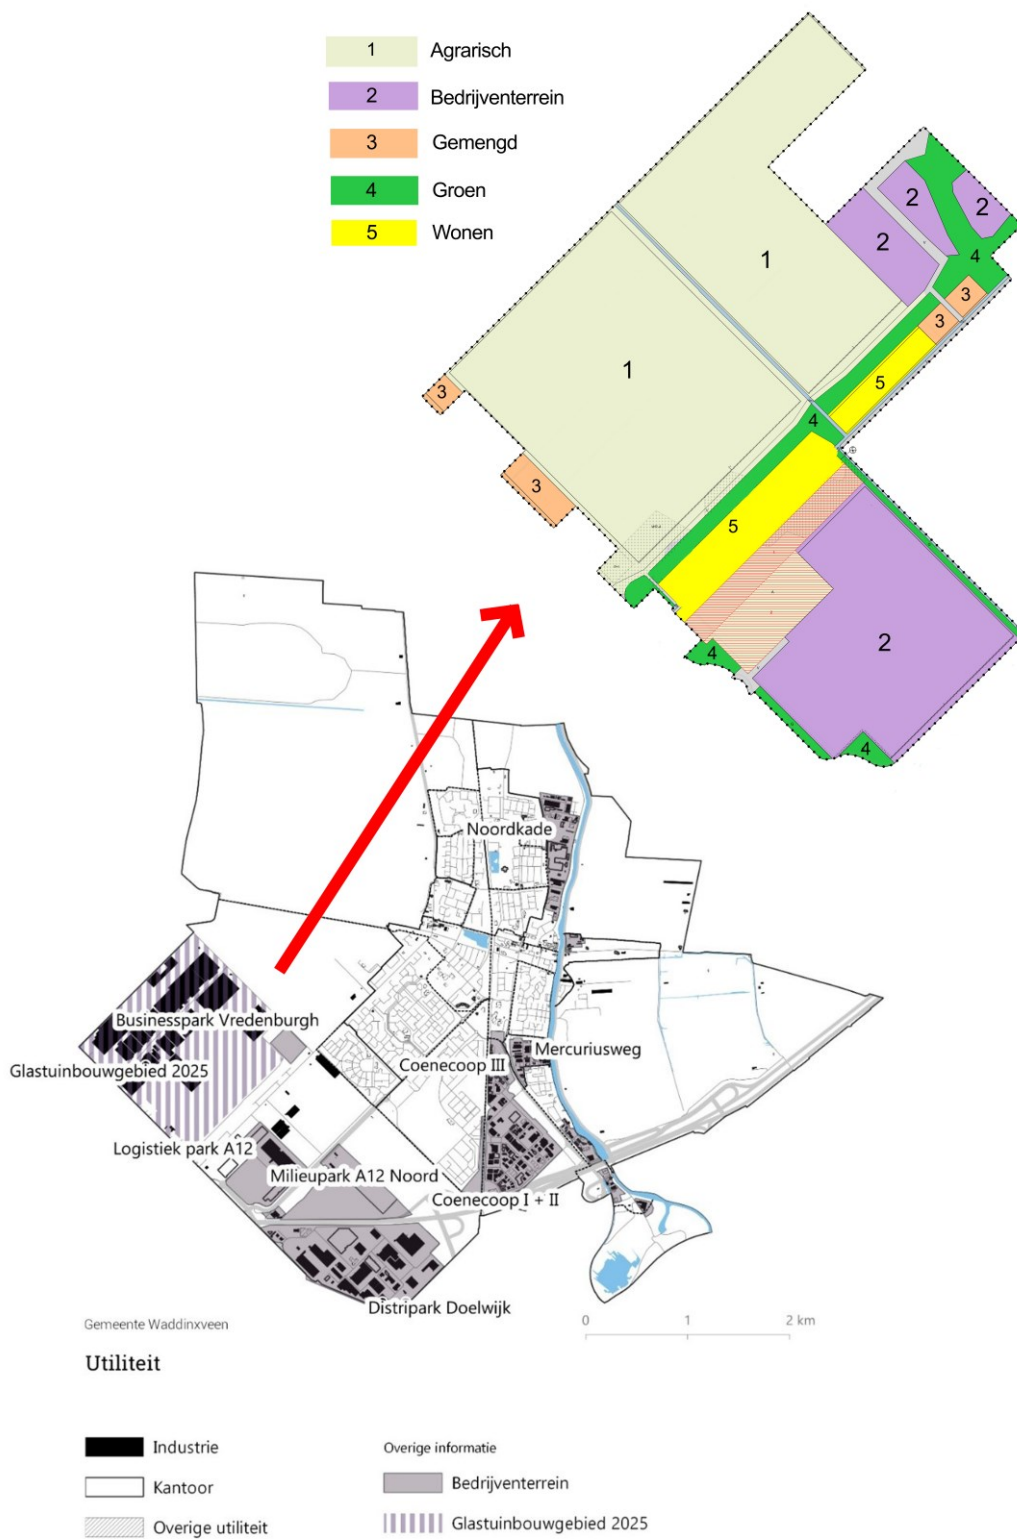 1 Agrarisch
2 Bedrijventerrein
3 Gemengd
4 Groen
5 Wonen
2
2
2
1
4
3
3
1
5
3
4
3
5
2
4
4
Noordkade
Businesspark Vredenburgh
Mercuriusweg
Coenecoop III
Glastuinbouwgebied 2025
Logistiek park A12
Milieupark A12 Noord
Coenecoop I + II
Distripark Doelwijk
Gemeente Waddinxveen
0 1 2 km
Utiliteit
Industrie
Overige informatie
Kantoor
Bedrijventerrein
Overige utiliteit
Glastuinbouwgebied 2025